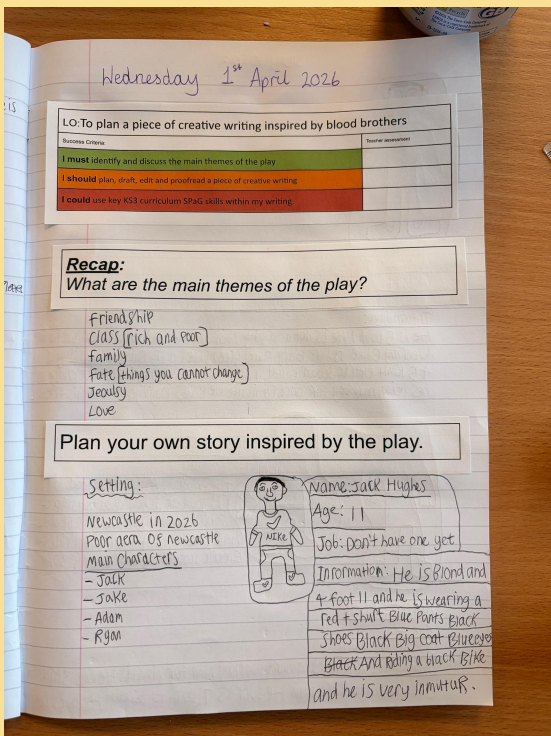 Wednesday 1st April 2026
LO:To plan a piece of creative writing inspired by blood brothers
Success Criteria:
Teacher assessment
I must identify and discuss the main themes of the play
I should plan, draft, edit and proofread a piece of creative writing
I could use key KS3 curriculum SPaG skills within my writing.
Recap:
What are the main themes of the play?
friendship
Class [rich and poor]
family
fate [things you cannot change]
Jeoulsy
Love
Plan your own story inspired by the play.
Setting:
Newcastle in 2026
Poor aera of newcastle
Main Characters
- Jack
- Jake
- Adam
- Ryan
NIKE
Name: Jack Hughes
Age: 11
Job: Don't have one yet
Information: He is Blond and
4 foot 11 and he is wearing a
red t shurt Blue Pants Black
Shoes Black Big coat Blueeyes
Black And Riding a black Bike
and he is very inmutuR.